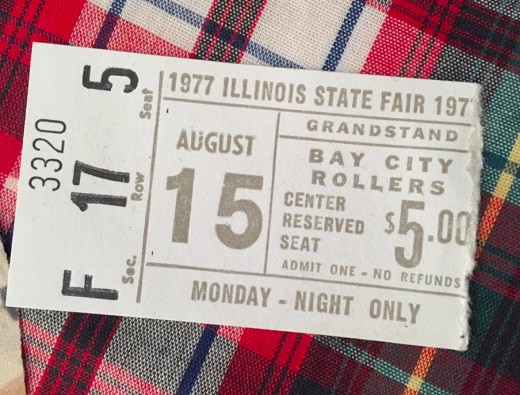 1977 ILLINOIS STATE FAIR 197
GRANDSTAND
AUGUST
15
BAY CITY
ROLLERS
CENTER
RESERVED
SEAT
$5.00
ADMIT ONE - NO REFUNDS
MONDAY - NIGHT ONLY
3320
5 Seat
17 Row
F Sec.